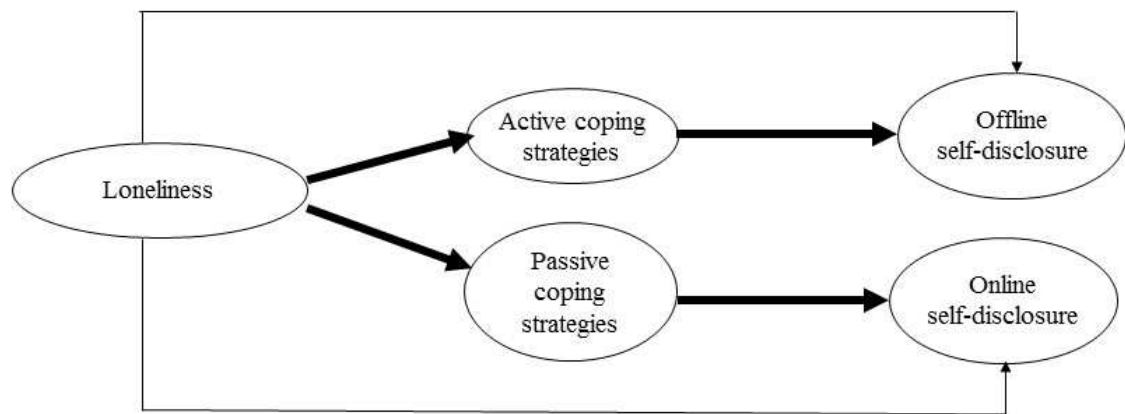 Loneliness
Active coping
strategies
Offline
self-disclosure
Passive
coping
strategies
Online
self-disclosure